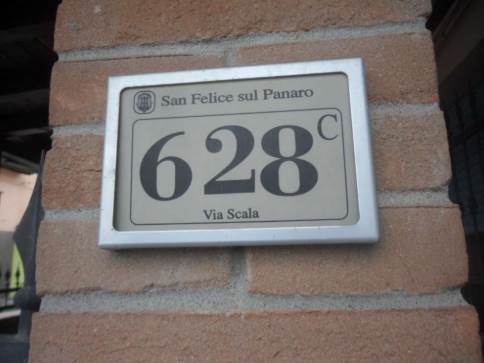 San Felice sul Panaro
628C
Via Scala